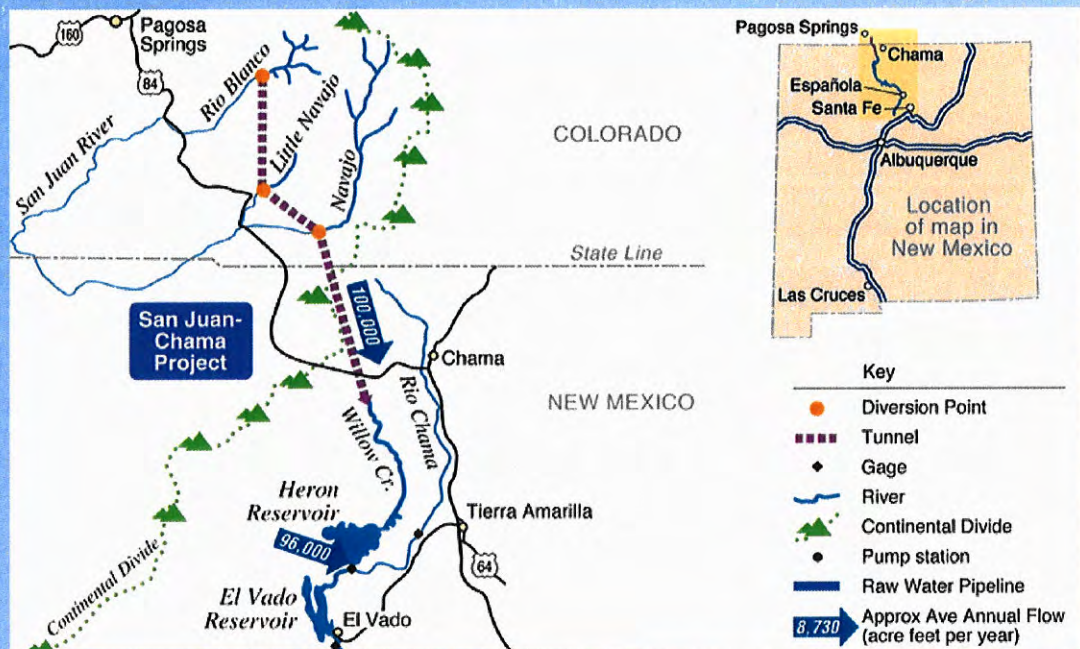 160
Pagosa
Springs
84
Rio Blanco
Little Navajo
Navajo
San Juan River
COLORADO
State Line
San Juan-
Chama
Project
100,000
Chama
Rio Chama
Willow Cr.
NEW MEXICO
Heron
Reservoir
96,000
Tierra Amarilla
64
El Vado
Reservoir
El Vado
Continental Divide
Pagosa Springs
Chama
Española
Santa Fe
Albuquerque
Location
of map in
New Mexico
Las Cruces
Key
Diversion Point
Tunnel
Gage
River
Continental Divide
Pump station
Raw Water Pipeline
8,730
Approx Ave Annual Flow
(acre feet per year)